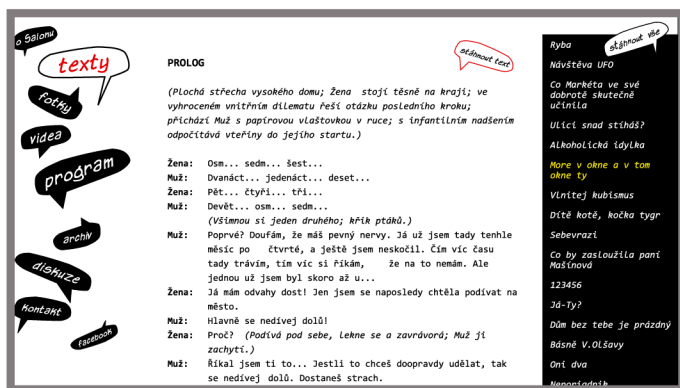 o Salonu
texty
fotky
videa
program
archiv
diskuze
kontakt
facebook
stáhnout text
PROLOG
(Plochá střecha vysokého domu; Žena stojí těsně na kraji; ve
vyhroceném vnitřním dilematu řeší otázku posledního kroku;
přichází Muž s papírovou vlaštovkou v ruce; s infantilním nadšením
odpočítává vteřiny do jejího startu.)
Žena: Osm... sedm... šest...
Muž: Dvanáct... jedenáct... deset...
Žena: Pět... čtyři... tři...
Muž: Devět... osm... sedm...
(Všimnou si jeden druhého; křik ptáků.)
Muž: Poprvé? Doufám, že máš pevný nervy. Já už jsem tady tenhle
měsíc po čtvrté, a ještě jsem neskočil. Čím víc času
tady trávím, tím víc si říkám, že na to nemám. Ale
jednou už jsem byl skoro až u...
Žena: Já mám odvahy dost! Jen jsem se naposledy chtěla podívat na
město.
Muž: Hlavně se nedívej dolů!
Žena: Proč? (Podívá pod sebe, lekne se a zavrávorá; Muž ji
zachytí.)
Muž: Říkal jsem ti to... Jestli to chceš doopravdy udělat, tak
se nedívej dolů. Dostaneš strach.
stáhnout vše
Ryba
Návštěva UFO
Co Markéta ve své
dobrotě skutečně
učinila
Ulicí snad stíháš?
Alkoholická idylka
More v okne a v tom
okne ty
Vlnitej kubismus
Dítě kotě, kočka tygr
Sebevrazi
Co by zasloužila paní
Mašínová
123456
Já-Ty?
Dům bez tebe je prázdný
Básně V.Olšavy
Oni dva
Neporiadnik